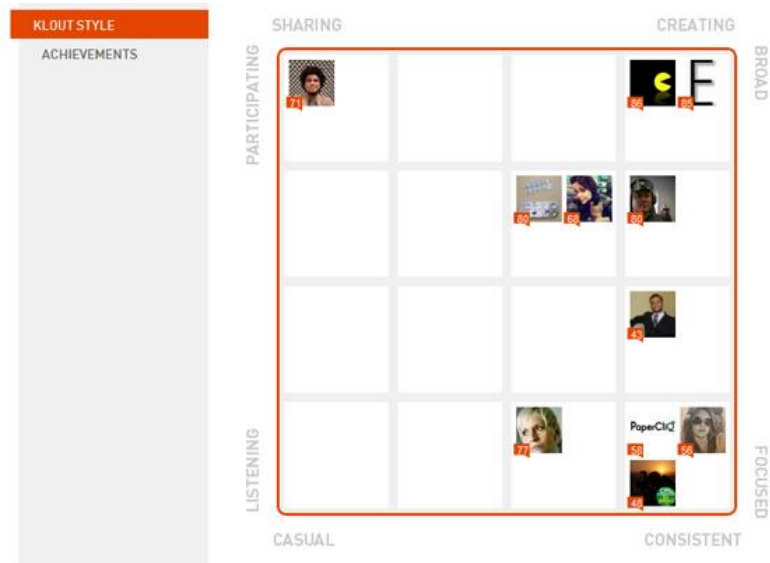 KLOUT STYLE
ACHIEVEMENTS
SHARING
CREATING
PARTICIPATING
BROAD
71
86
85
E
80
68
80
43
LISTENING
FOCUSED
77
PaperCliQ
58
56
48
CASUAL
CONSISTENT